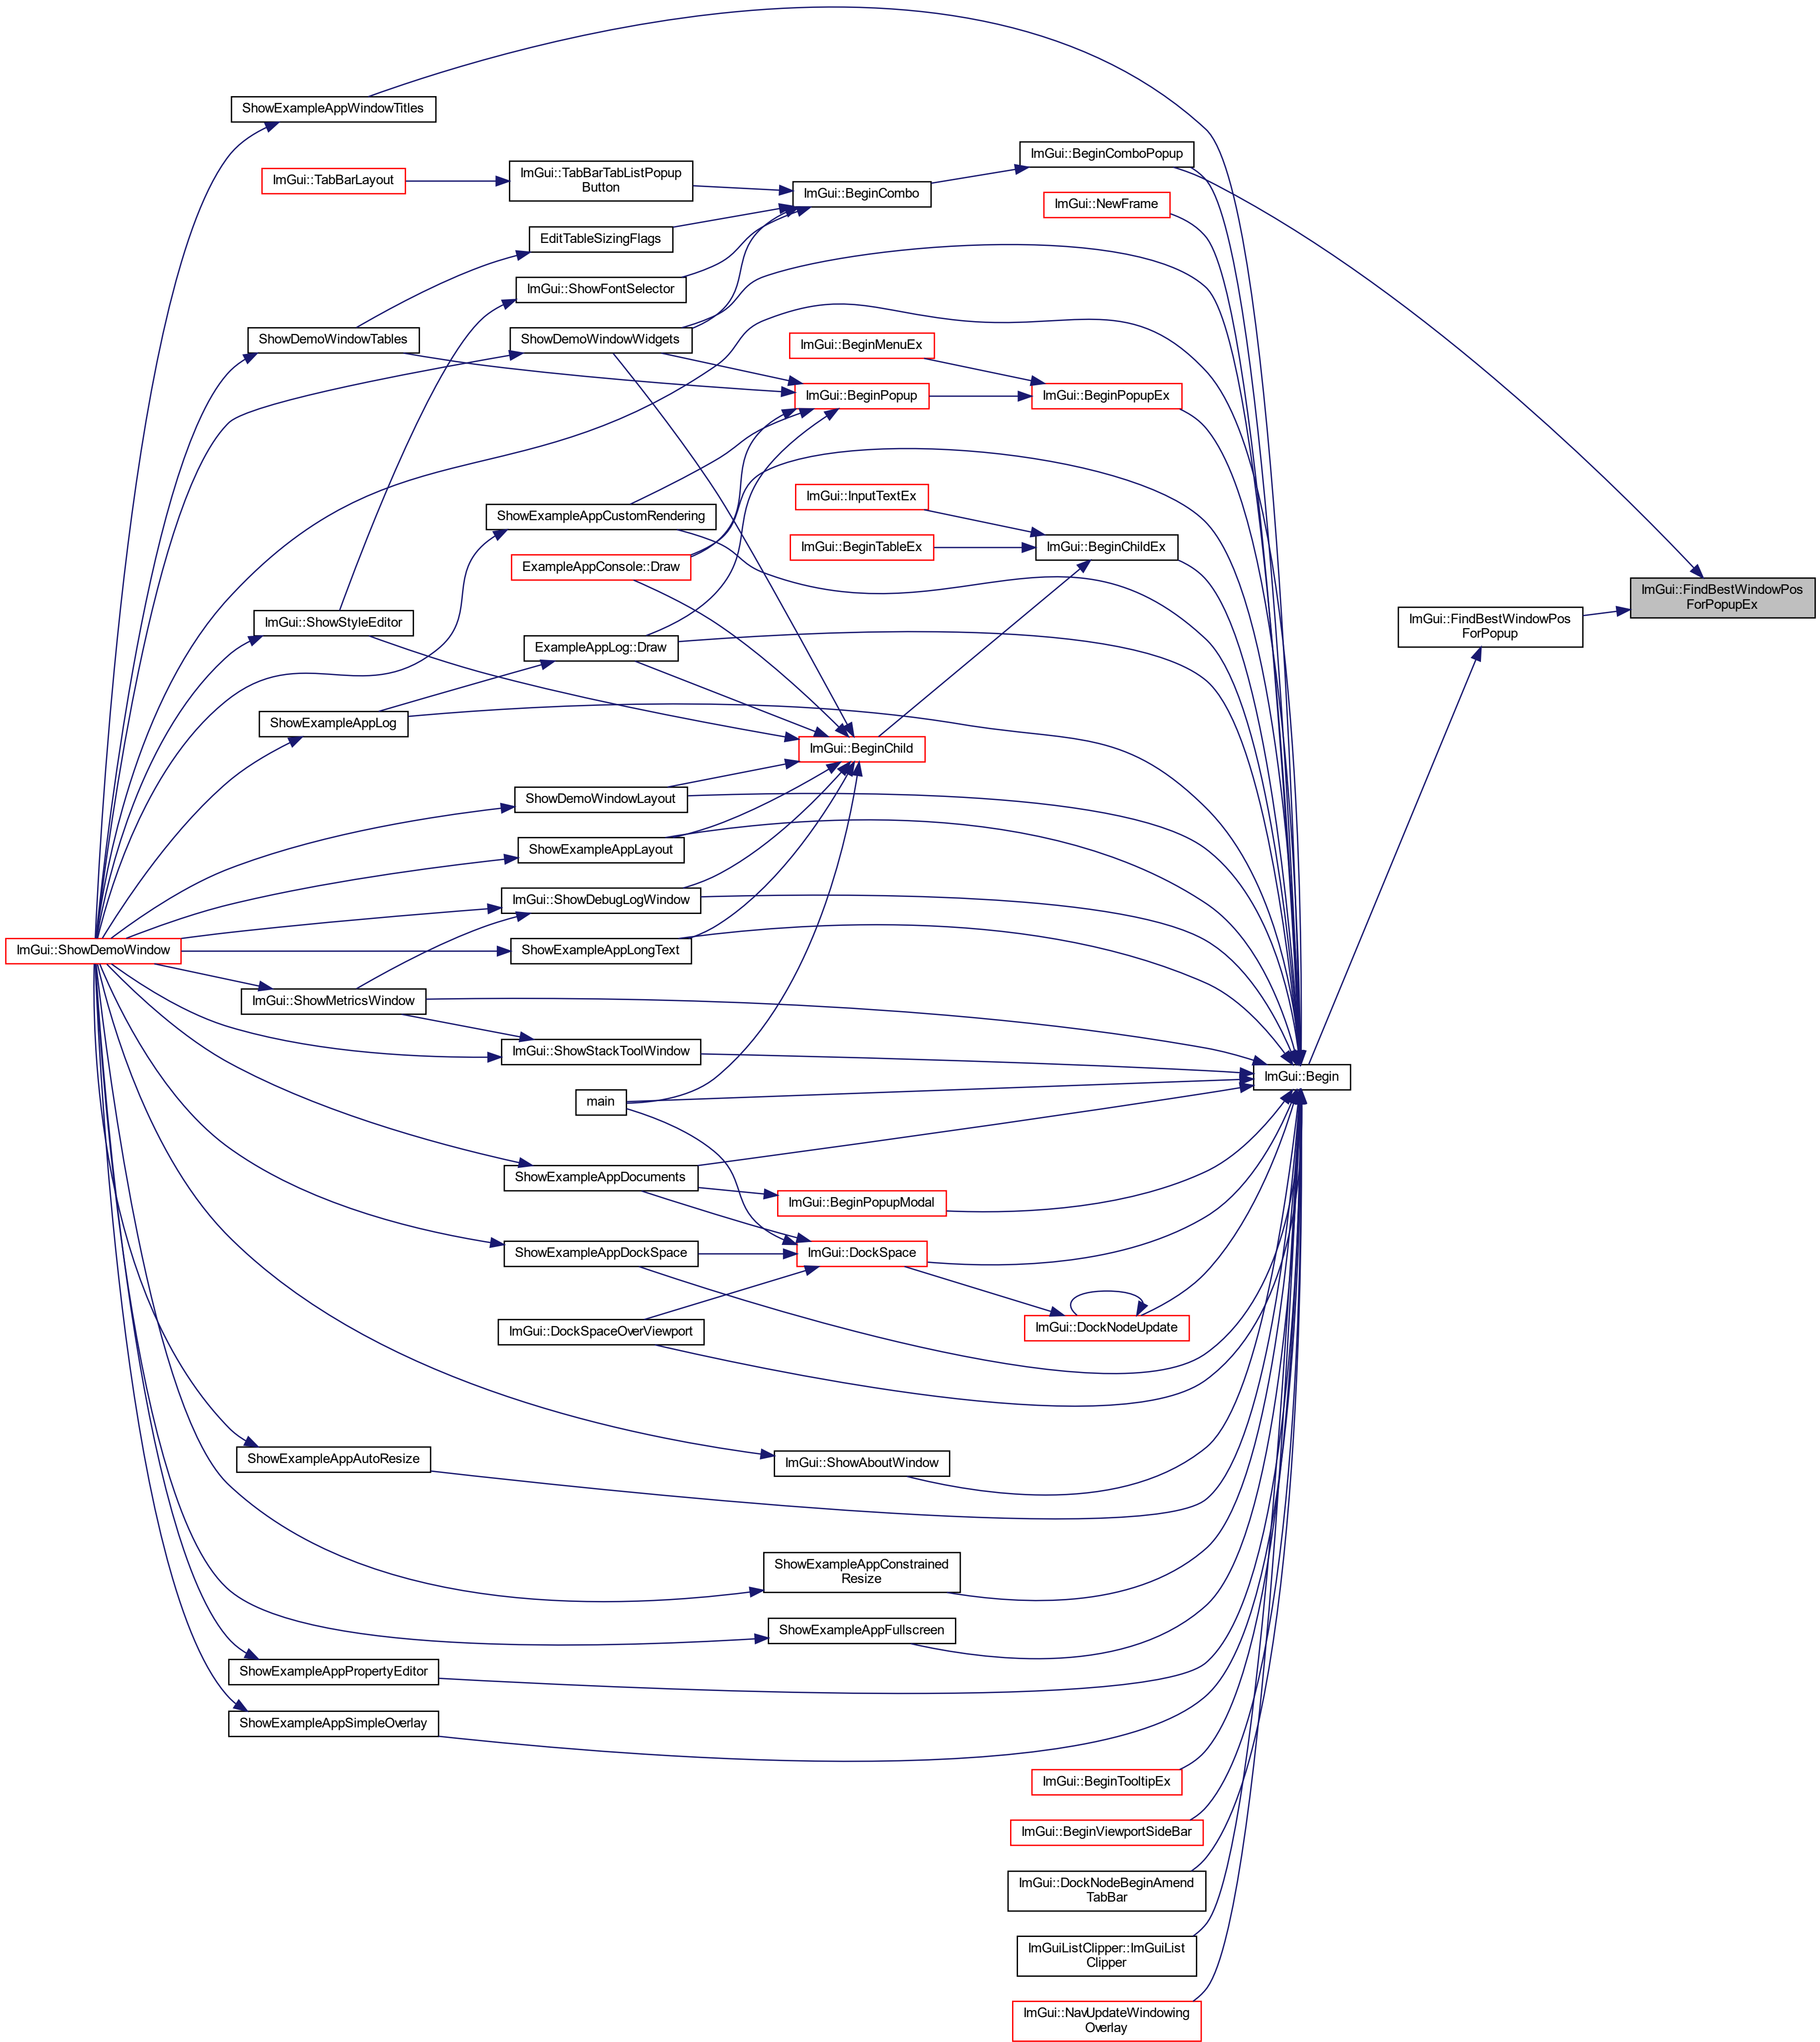 ShowExampleAppWindowTitles
ImGui::BeginComboPopup
ImGui::TabBarLayout
ImGui::TabBarTabListPopup
Button
ImGui::BeginCombo
ImGui::NewFrame
EditTableSizingFlags
ImGui::ShowFontSelector
ShowDemoWindowTables
ShowDemoWindowWidgets
ImGui::BeginMenuEx
ImGui::BeginPopup
ImGui::BeginPopupEx
ImGui::InputTextEx
ShowExampleAppCustomRendering
ImGui::BeginTableEx
ImGui::BeginChildEx
ExampleAppConsole::Draw
ImGui::FindBestWindowPos
ForPopupEx
ImGui::ShowStyleEditor
ImGui::FindBestWindowPos
ForPopup
ExampleAppLog::Draw
ShowExampleAppLog
ImGui::BeginChild
ShowDemoWindowLayout
ShowExampleAppLayout
ImGui::ShowDebugLogWindow
ImGui::ShowDemoWindow
ShowExampleAppLongText
ImGui::ShowMetricsWindow
ImGui::ShowStackToolWindow
ImGui::Begin
main
ShowExampleAppDocuments
ImGui::BeginPopupModal
ShowExampleAppDockSpace
ImGui::DockSpace
ImGui::DockSpaceOverViewport
ImGui::DockNodeUpdate
ShowExampleAppAutoResize
ImGui::ShowAboutWindow
ShowExampleAppConstrained
Resize
ShowExampleAppFullscreen
ShowExampleAppPropertyEditor
ShowExampleAppSimpleOverlay
ImGui::BeginTooltipEx
ImGui::BeginViewportSideBar
ImGui::DockNodeBeginAmend
TabBar
ImGuiListClipper::ImGuiList
Clipper
ImGui::NavUpdateWindowing
Overlay